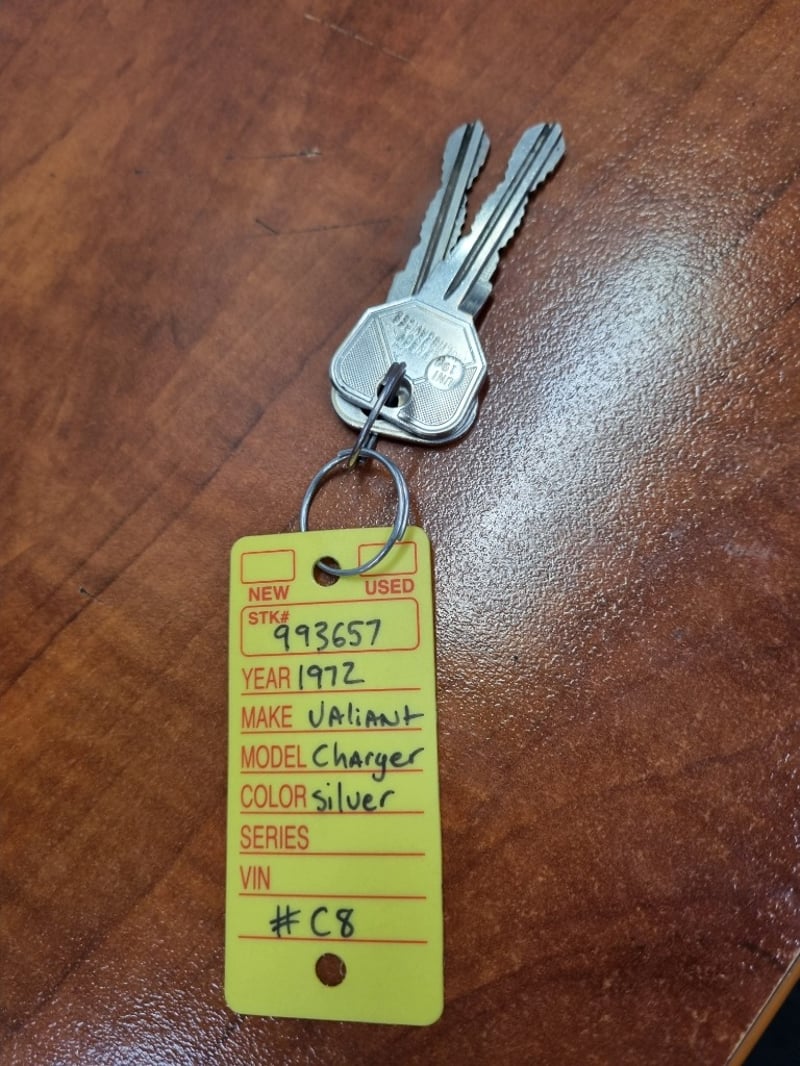 NEW USED
STK# 993657
YEAR 1972
MAKE VALiANt
MODEL Charger
COLOR silver
SERIES
VIN
#C8